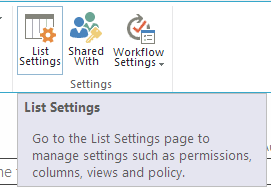 List Settings
Shared With
Workflow Settings
Settings
List Settings
Go to the List Settings page to
manage settings such as permissions,
columns, views and policy.